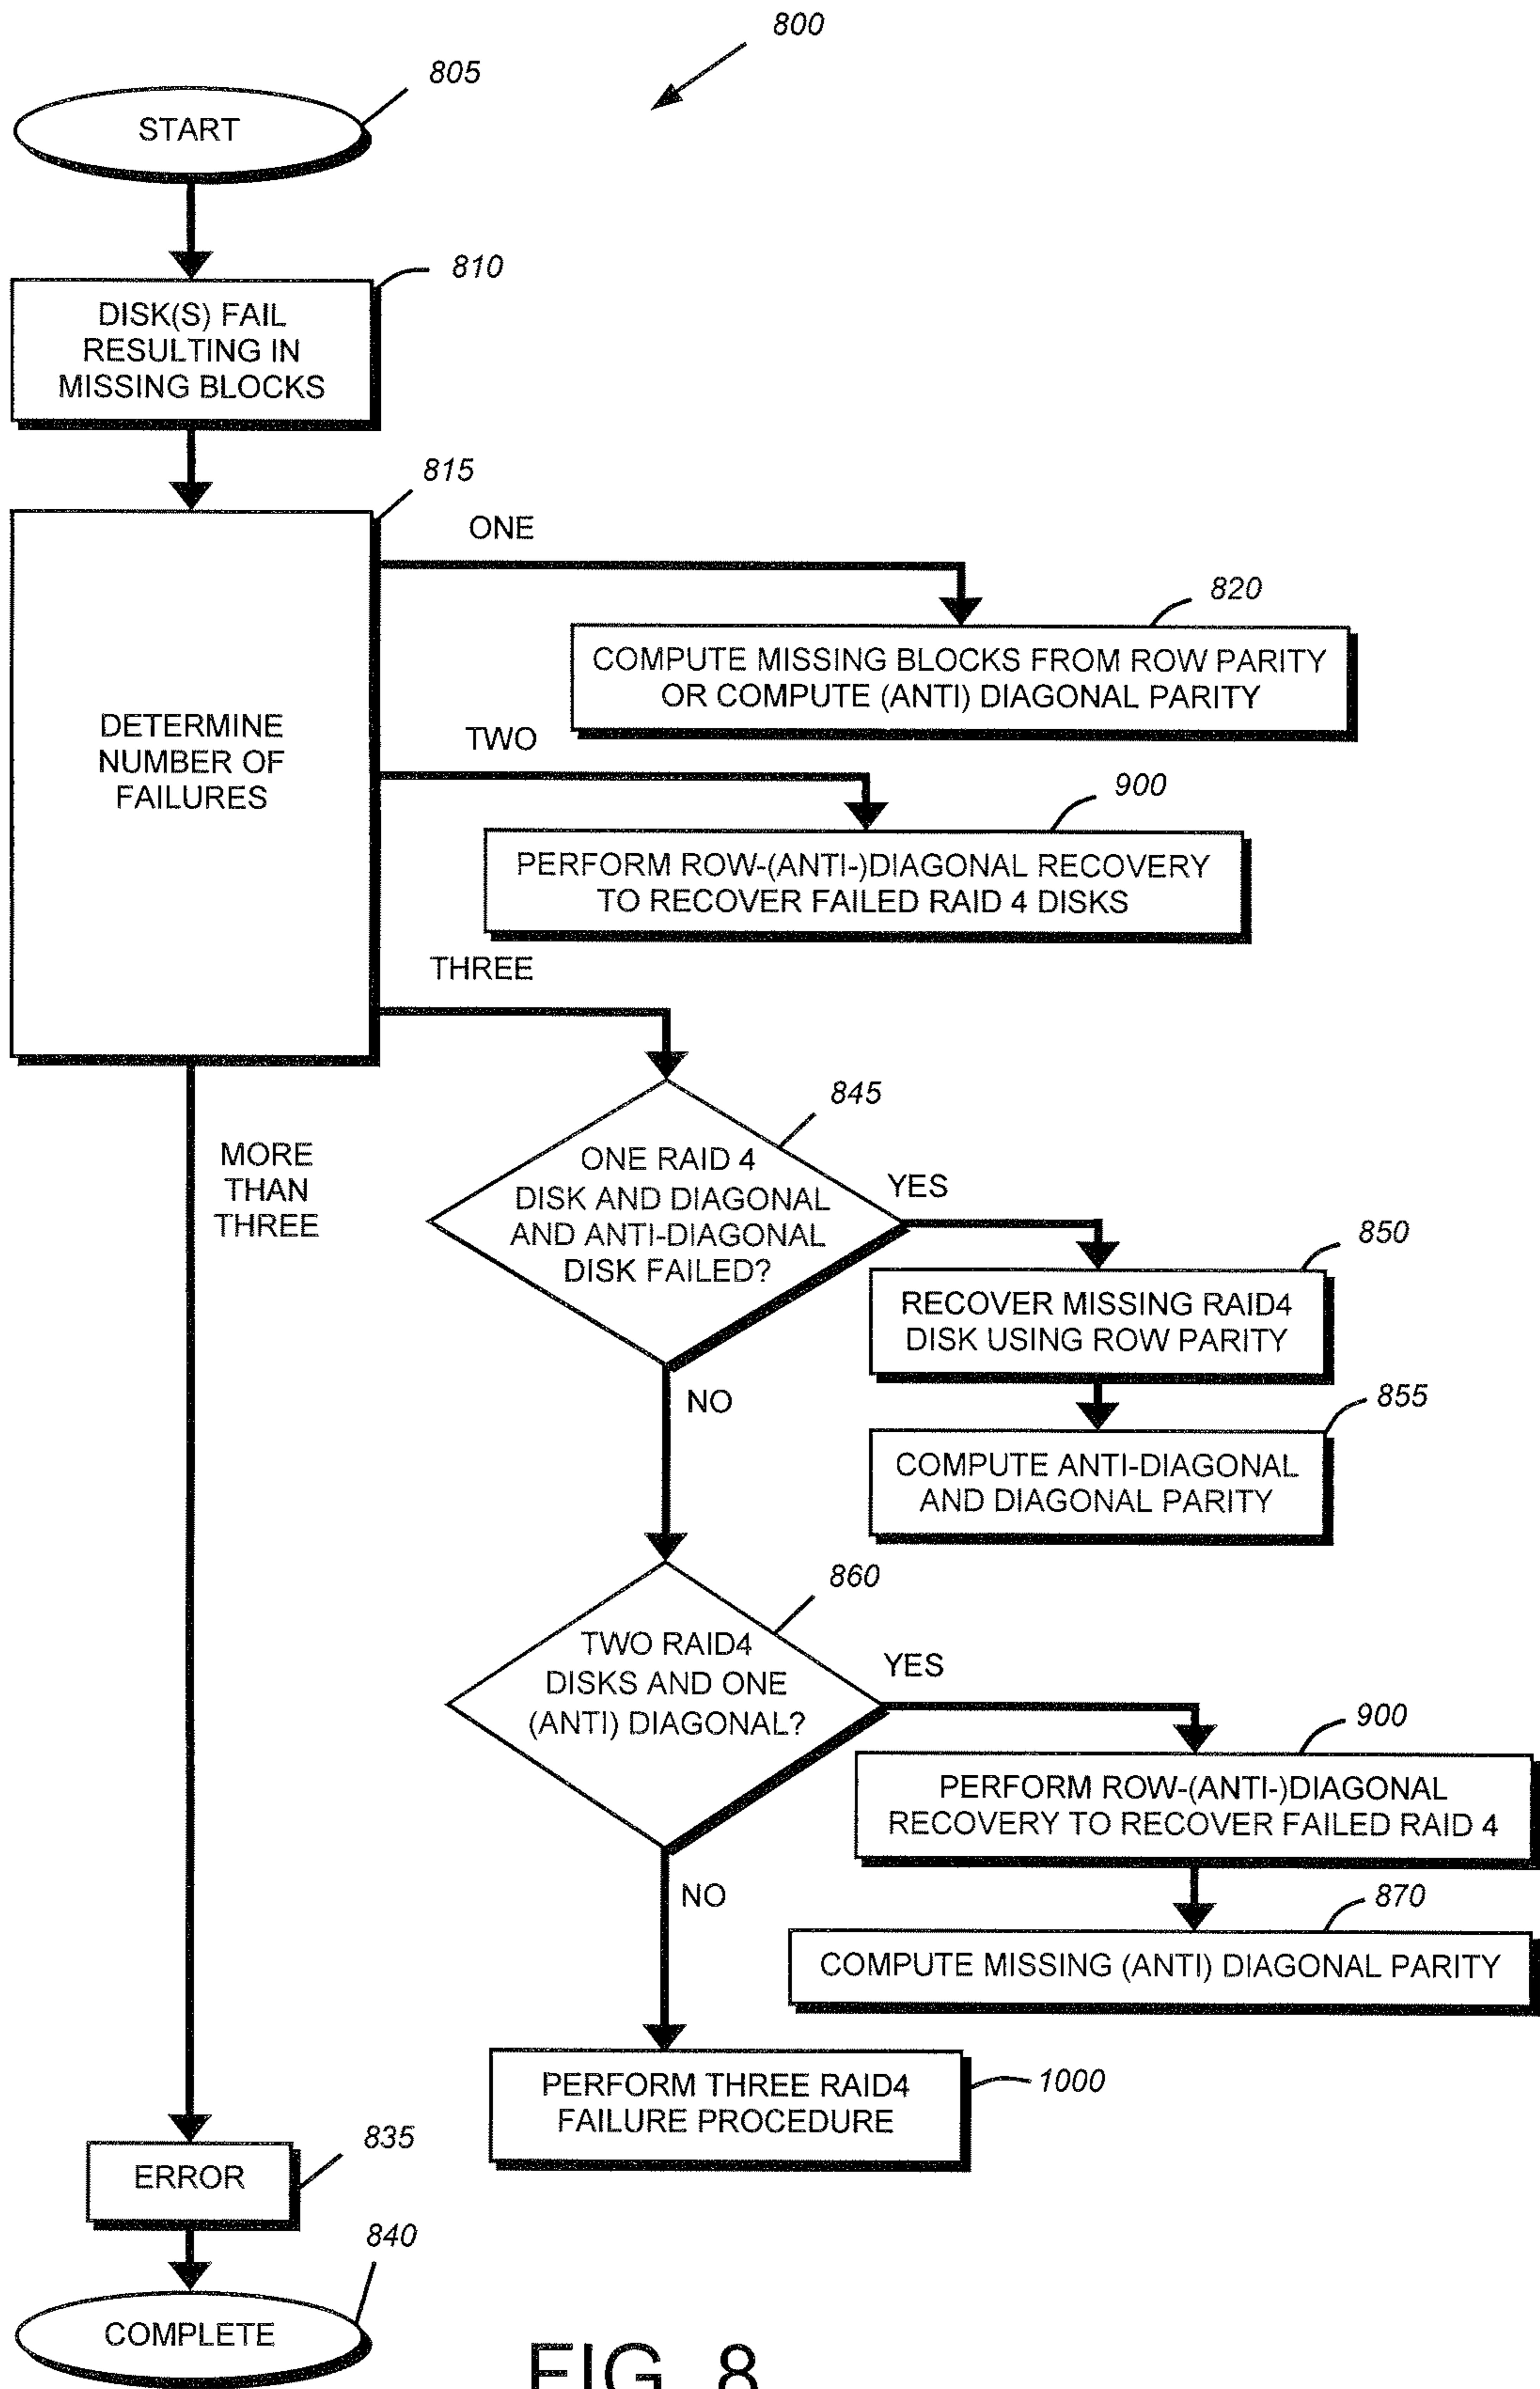 800
805
START
810
DISK(S) FAIL
RESULTING IN
MISSING BLOCKS
815
DETERMINE
NUMBER OF
FAILURES
ONE
820
COMPUTE MISSING BLOCKS FROM ROW PARITY
OR COMPUTE (ANTI) DIAGONAL PARITY
TWO
900
PERFORM ROW-(ANTI-)DIAGONAL RECOVERY
TO RECOVER FAILED RAID 4 DISKS
THREE
845
ONE RAID 4
DISK AND DIAGONAL
AND ANTI-DIAGONAL
DISK FAILED?
YES
850
RECOVER MISSING RAID4
DISK USING ROW PARITY
855
COMPUTE ANTI-DIAGONAL
AND DIAGONAL PARITY
NO
MORE
THAN
THREE
860
TWO RAID4
DISKS AND ONE
(ANTI) DIAGONAL?
YES
900
PERFORM ROW-(ANTI-)DIAGONAL
RECOVERY TO RECOVER FAILED RAID 4
870
COMPUTE MISSING (ANTI) DIAGONAL PARITY
NO
PERFORM THREE RAID4
FAILURE PROCEDURE
1000
835
ERROR
840
COMPLETE
FIG. 8